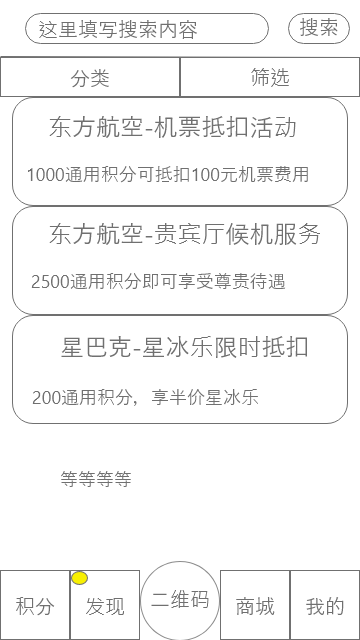 这里填写搜索内容
搜索
分类
筛选
东方航空-机票抵扣活动
1000通用积分可抵扣100元机票费用
东方航空-贵宾厅候机服务
2500通用积分即可享受尊贵待遇
星巴克-星冰乐限时抵扣
200通用积分，享半价星冰乐
等等等等
积分
发现
二维码
商城
我的